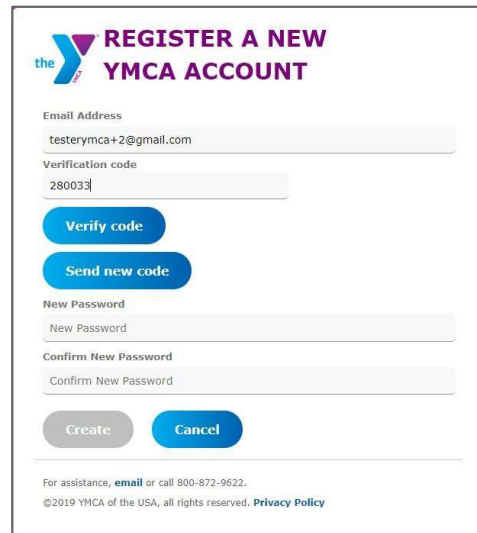 the YMCA
REGISTER A NEW
YMCA ACCOUNT
Email Address
testerymca+2@gmail.com
Verification code
280033
Verify code
Send new code
New Password
New Password
Confirm New Password
Confirm New Password
Create Cancel
For assistance, email or call 800-872-9622.
©2019 YMCA of the USA, all rights reserved. Privacy Policy